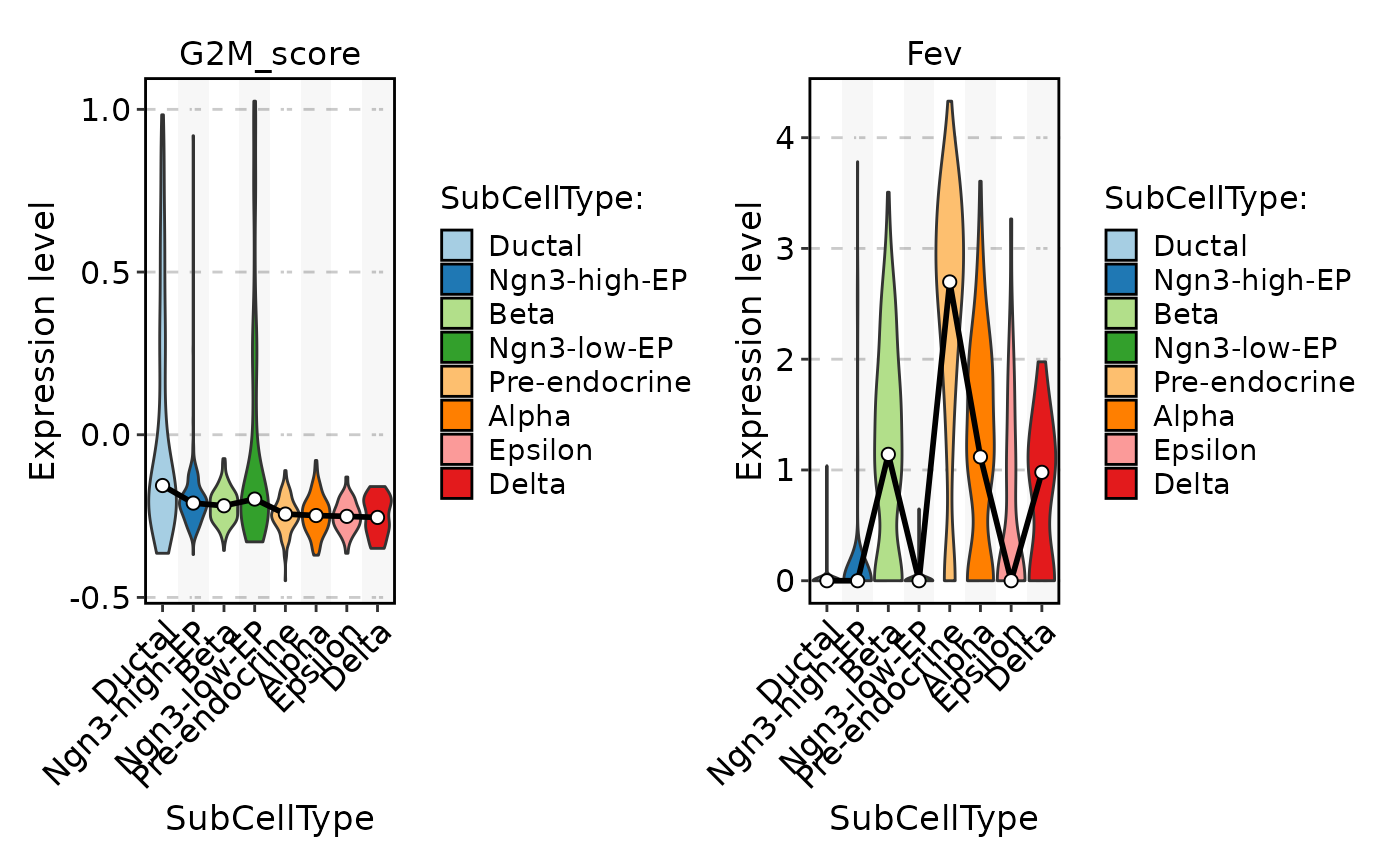 G2M_score
Expression level
1.0
0.5
0.0
-0.5
Ductal
Ngn3-high-EP
Beta
Ngn3-low-EP
Pre-endocrine
Alpha
Epsilon
Delta
SubCellType
SubCellType:
Ductal
Ngn3-high-EP
Beta
Ngn3-low-EP
Pre-endocrine
Alpha
Epsilon
Delta
Fev
Expression level
4
3
2
1
0
Ductal
Ngn3-high-EP
Beta
Ngn3-low-EP
Pre-endocrine
Alpha
Epsilon
Delta
SubCellType
SubCellType:
Ductal
Ngn3-high-EP
Beta
Ngn3-low-EP
Pre-endocrine
Alpha
Epsilon
Delta